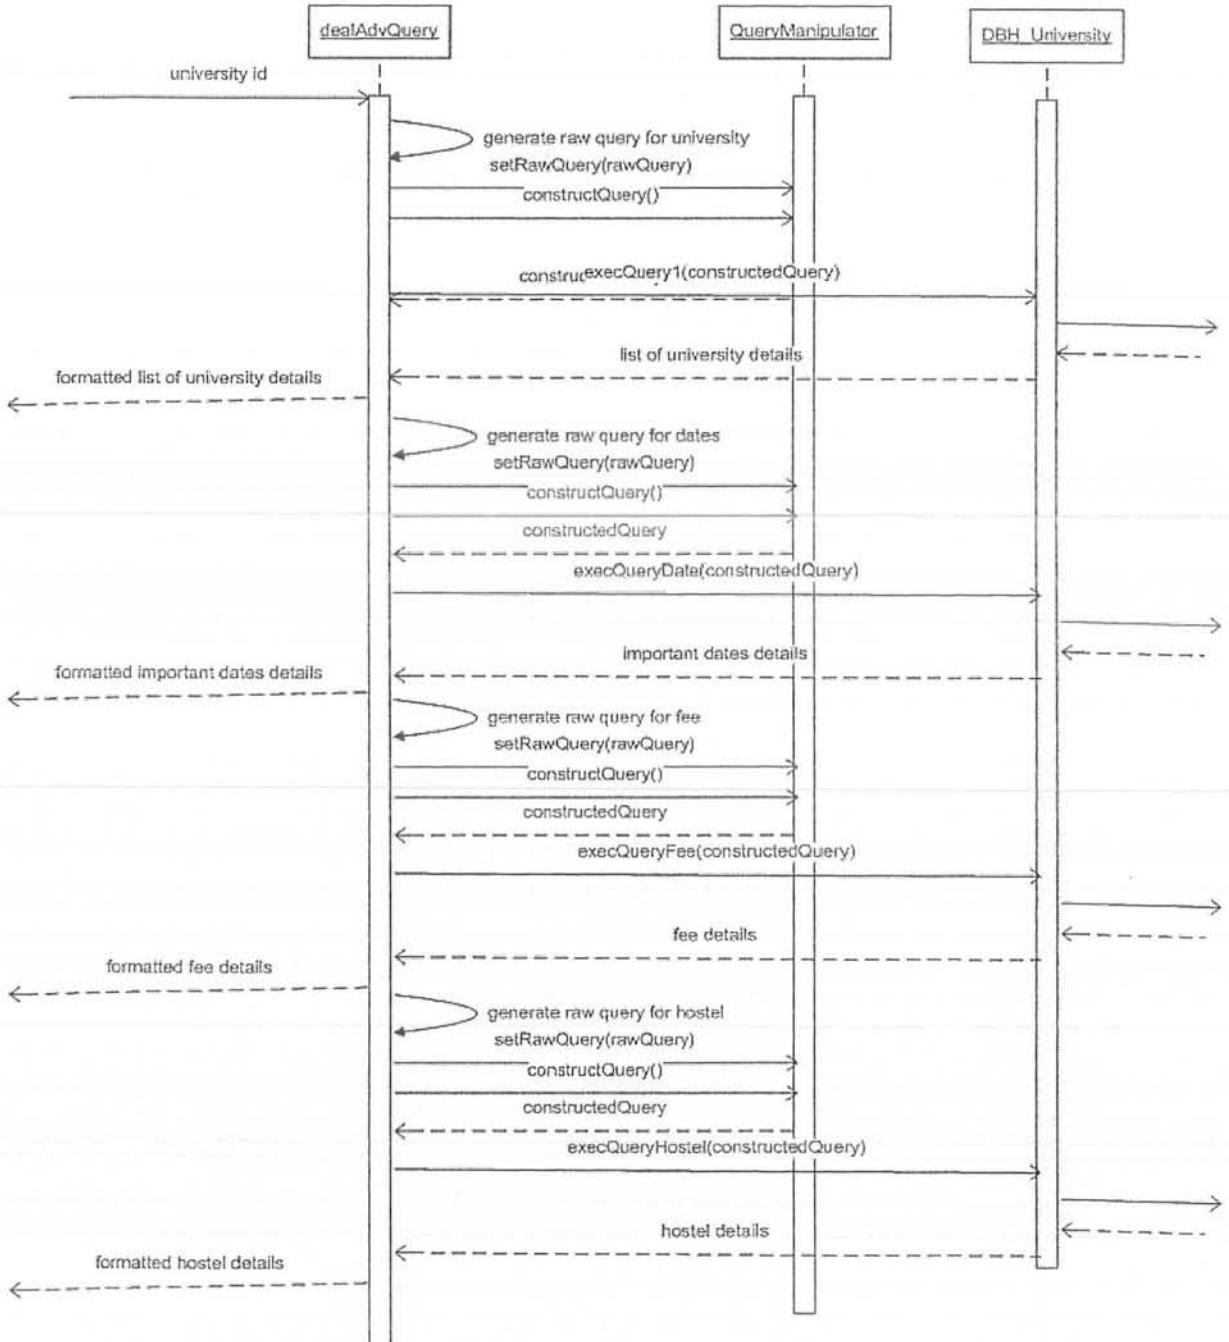 dealAdvQuery
QueryManipulator
DBH_University
university id
generate raw query for university
setRawQuery(rawQuery)
constructQuery()
construc
execQuery1(constructedQuery)
list of university details
formatted list of university details
generate raw query for dates
setRawQuery(rawQuery)
constructQuery()
constructedQuery
execQueryDate(constructedQuery)
important dates details
formatted important dates details
generate raw query for fee
setRawQuery(rawQuery)
constructQuery()
constructedQuery
execQueryFee(constructedQuery)
fee details
formatted fee details
generate raw query for hostel
setRawQuery(rawQuery)
constructQuery()
constructedQuery
execQueryHostel(constructedQuery)
hostel details
formatted hostel details